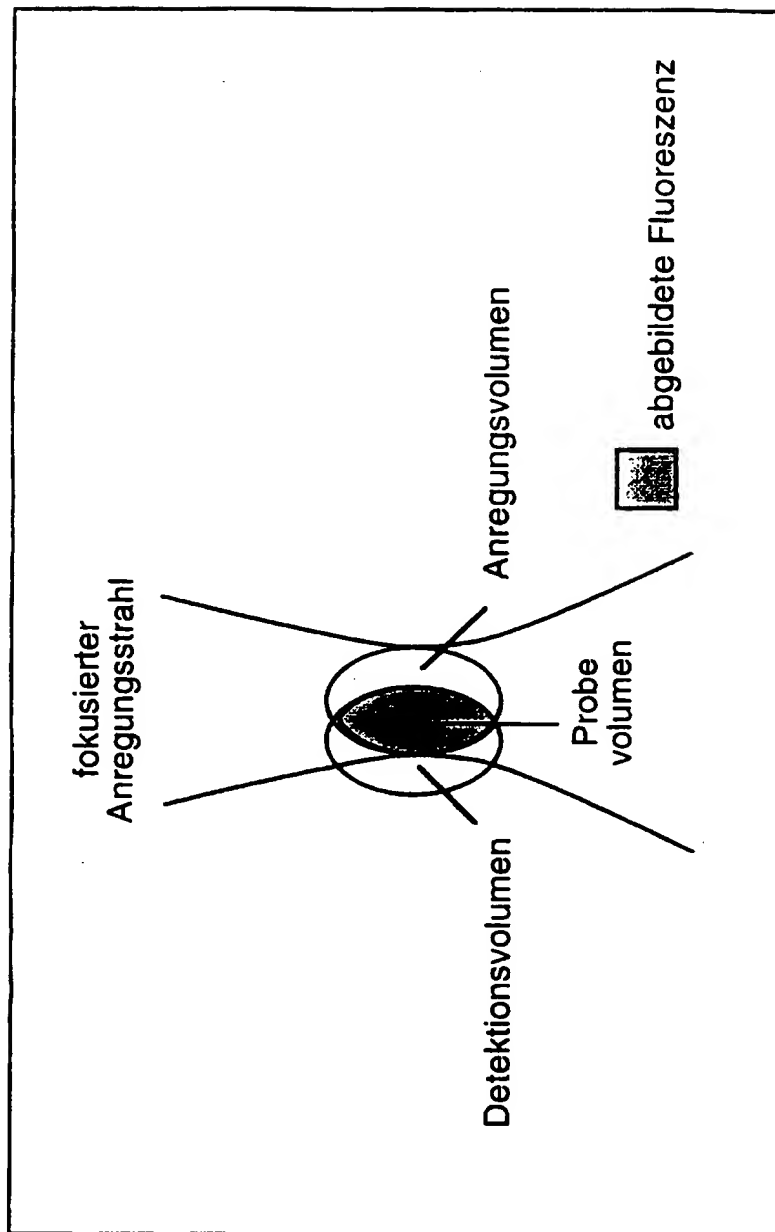 fokusierter
Anregungsstrahl
Detektionsvolumen
Anregungsvolumen
Probe
volumen
abgebildete Fluoreszenz